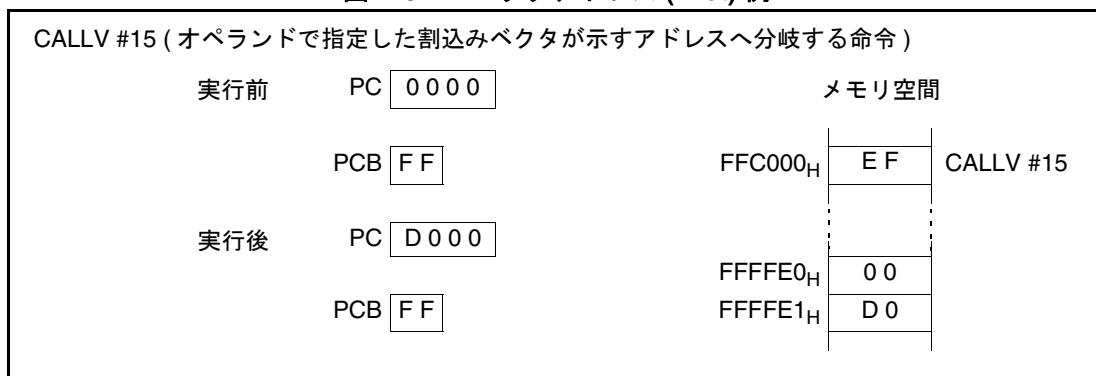 CALLV #15 ( オペランドで指定した割込みベクタが示すアドレスへ分岐する命令 )
実行前 PC 0 0 0 0 メモリ空間
PCB F F FFC000H E F CALLV #15
実行後 PC D 0 0 0
FFFFE0H 0 0
PCB F F FFFFE1H D 0